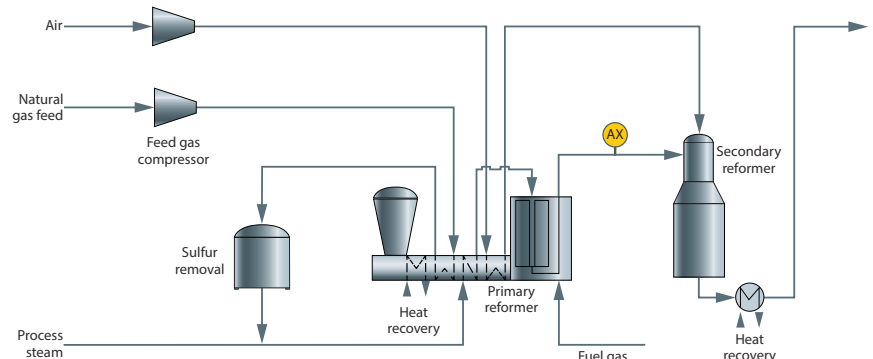 Air
Natural
gas feed
Feed gas
compressor
AX
Secondary
reformer
Sulfur
removal
Primary
reformer
Heat
recovery
Process
steam
Fuel gas
Heat
recovery